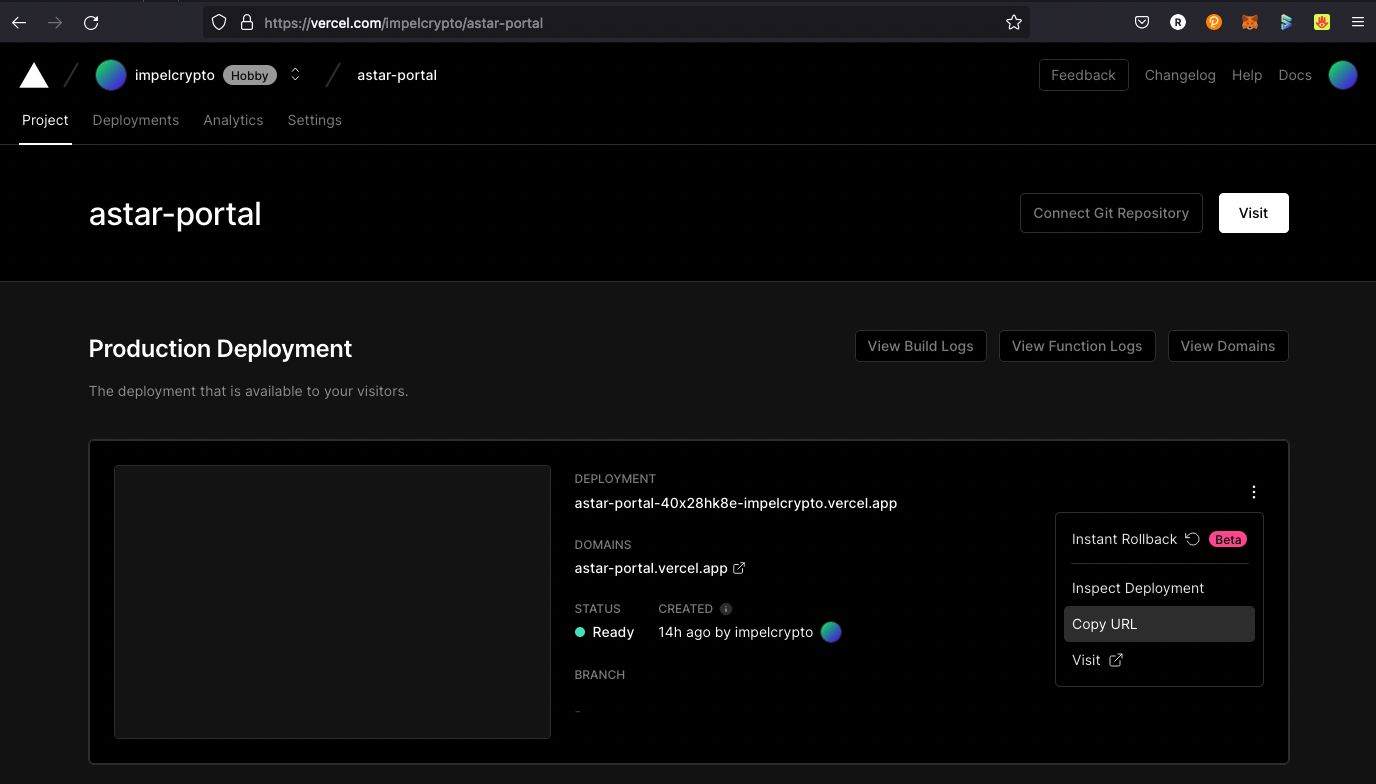 https://vercel.com/impelcrypto/astar-portal
impelcrypto Hobby astar-portal Feedback Changelog Help Docs
Project Deployments Analytics Settings
astar-portal Connect Git Repository Visit
Production Deployment View Build Logs View Function Logs View Domains
The deployment that is available to your visitors.
DEPLOYMENT
astar-portal-40x28hk8e-impelcrypto.vercel.app
DOMAINS
astar-portal.vercel.app
STATUS CREATED
Ready 14h ago by impelcrypto
BRANCH
-
Instant Rollback Beta
Inspect Deployment
Copy URL
Visit